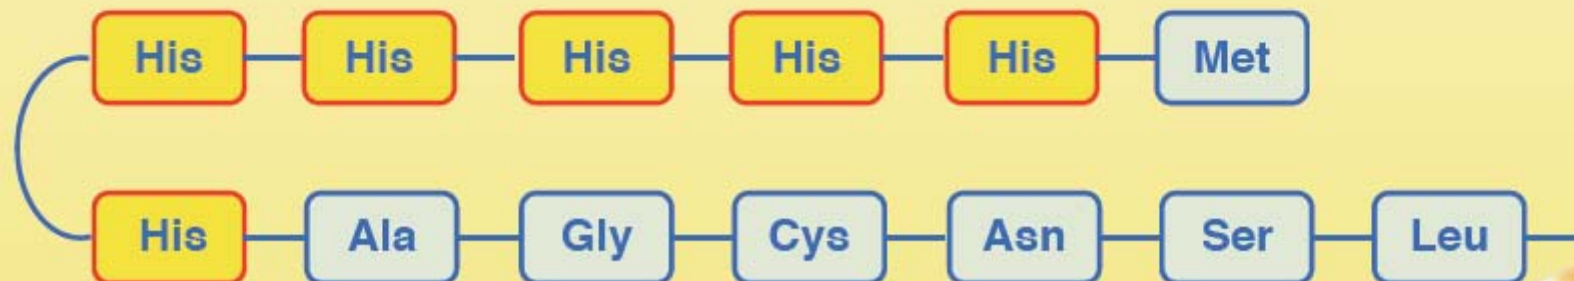 His His His His His Met
His Ala Gly Cys Asn Ser Leu